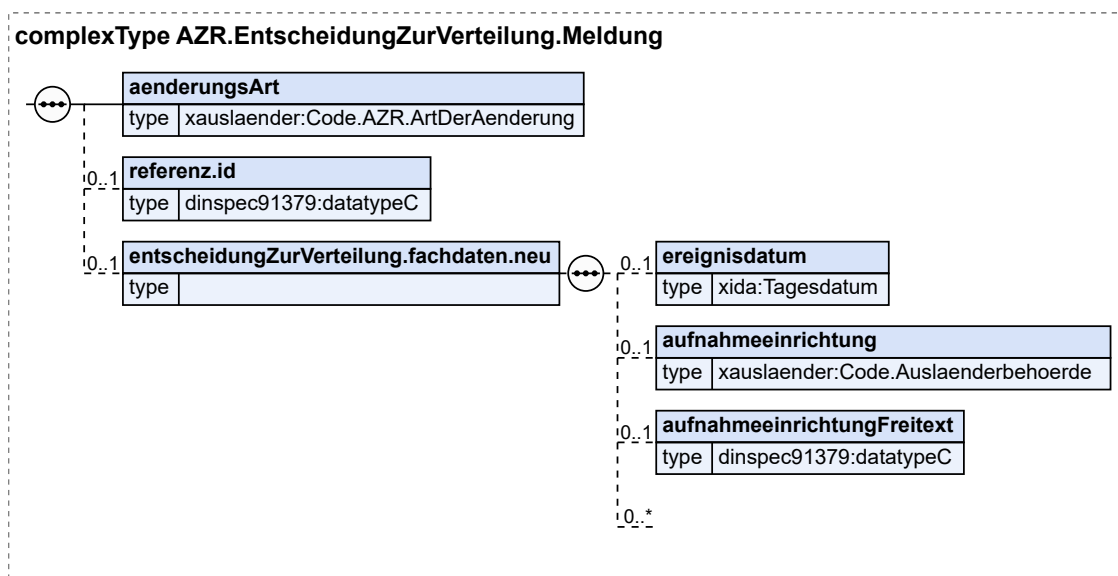 complexType AZR.EntscheidungZurVerteilung.Meldung
aenderungsArt
type xauslaender:Code.AZR.ArtDerAenderung
0..1 referenz.id
type dinspec91379:datatypeC
0..1 entscheidungZurVerteilung.fachdaten.neu
type
0..1 ereignisdatum
type xida:Tagesdatum
0..1 aufnahmeeinrichtung
type xauslaender:Code.Auslaenderbehoerde
0..1 aufnahmeeinrichtungFreitext
type dinspec91379:datatypeC
0..*